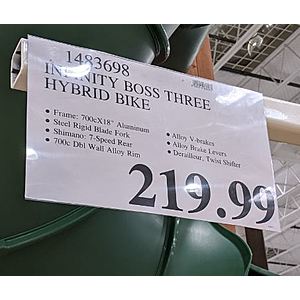 1483698
INFINITY BOSS THREE
HYBRID BIKE
• Frame: 700cX18" Aluminum
• Steel Rigid Blade Fork
• Shimano: 7-Speed Rear
• 700c Dbl Wall Alloy Rim
• Alloy V-brakes
• Alloy Brake Levers
• Derailleur, Twist Shifter
219.99